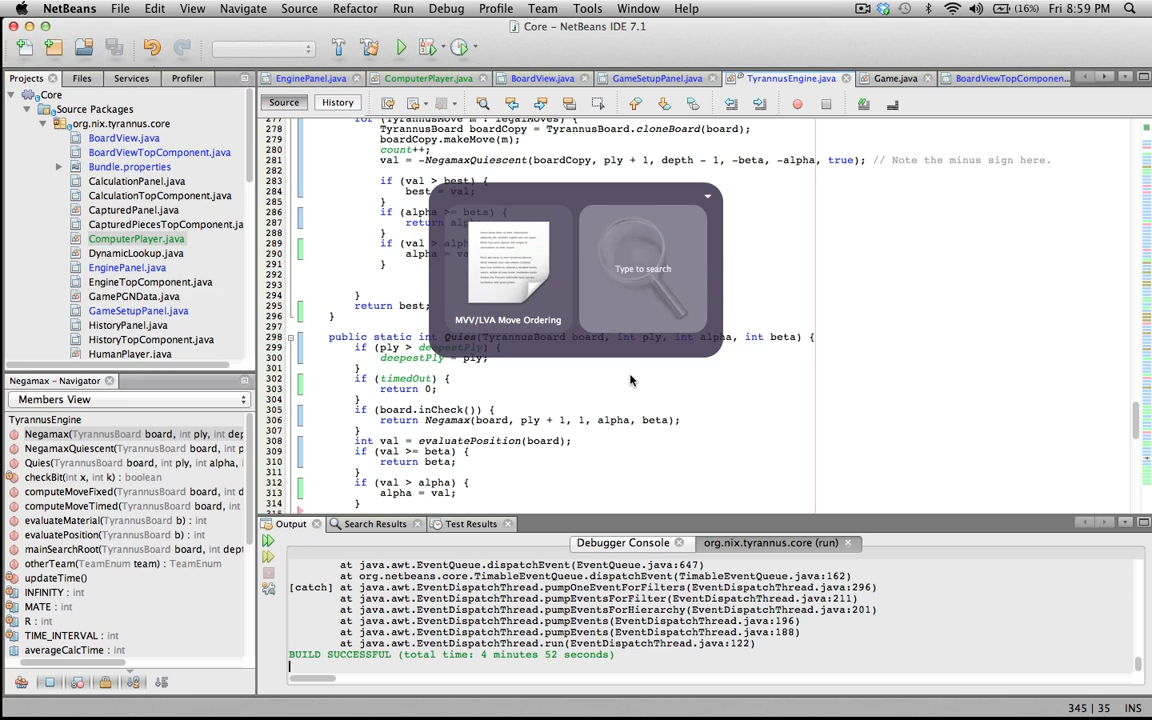 NetBeans File Edit View Navigate Source Refactor Run Debug Profile Team Tools Window Help (16%) Fri 8:59 PM
Core - NetBeans IDE 7.1
Projects Files Services Profiler
EnginePanel.java ComputerPlayer.java BoardView.java GameSetupPanel.java TyrannusEngine.java Game.java BoardViewTopComponen...
Source History
Core
Source Packages
org.nix.tyrannus.core
BoardView.java
BoardViewTopComponent.java
Bundle.properties
CalculationPanel.java
CalculationTopComponent.java
CapturedPanel.java
CapturedPiecesTopComponent.ja
ComputerPlayer.java
DynamicLookup.java
EnginePanel.java
EngineTopComponent.java
GamePGNData.java
GameSetupPanel.java
HistoryPanel.java
HistoryTopComponent.java
HumanPlayer.java
Negamax - Navigator
Members View
TyrannusEngine
Negamax(TyrannusBoard board, int ply, int dep
NegamaxQuiescent(TyrannusBoard board, int p
Quies(TyrannusBoard board, int ply, int alpha,
checkBit(int x, int k) : boolean
computeMoveFixed(TyrannusBoard board, int d
computeMoveTimed(TyrannusBoard board, int d
evaluateMaterial(TyrannusBoard b) : int
evaluatePosition(TyrannusBoard b) : int
mainSearchRoot(TyrannusBoard board, int dept
otherTeam(TeamEnum team) : TeamEnum
updateTime()
INFINITY : int
MATE : int
R : int
TIME_INTERVAL : int
averageCalcTime : int
277 for (TyrannusMove m : legalMoves) {
278 TyrannusBoard boardCopy = TyrannusBoard.cloneBoard(board);
279 boardCopy.makeMove(m);
280 count++;
281 val = -NegamaxQuiescent(boardCopy, ply + 1, depth - 1, -beta, -alpha, true); // Note the minus sign here.
282
283 if (val > best) {
284 best = val;
285 }
286 if (alpha >= beta) {
287 return alpha
288 }
289 if (val > alph
290 alpha = va
291 }
292
293
294 }
295 return best;
296 }
298 public static int Quies(TyrannusBoard board, int ply, int alpha, int beta) {
299 if (ply > deepestPly) {
300 deepestPly = ply;
301 }
302 if (timedOut) {
303 return 0;
304 }
305 if (board.inCheck()) {
306 return Negamax(board, ply + 1, 1, alpha, beta);
307 }
308 int val = evaluatePosition(board);
309 if (val >= beta) {
310 return beta;
311 }
312 if (val > alpha) {
313 alpha = val;
314 }
MVV/LVA Move Ordering
Type to search
Output Search Results Test Results
Debugger Console org.nix.tyrannus.core (run)
at java.awt.EventQueue.dispatchEvent(EventQueue.java:647)
at org.netbeans.core.TimableEventQueue.dispatchEvent(TimableEventQueue.java:162)
[catch] at java.awt.EventDispatchThread.pumpOneEventForFilters(EventDispatchThread.java:296)
at java.awt.EventDispatchThread.pumpEventsForFilter(EventDispatchThread.java:211)
at java.awt.EventDispatchThread.pumpEventsForHierarchy(EventDispatchThread.java:201)
at java.awt.EventDispatchThread.pumpEvents(EventDispatchThread.java:196)
at java.awt.EventDispatchThread.pumpEvents(EventDispatchThread.java:188)
at java.awt.EventDispatchThread.run(EventDispatchThread.java:122)
BUILD SUCCESSFUL (total time: 4 minutes 52 seconds)
345 | 35 INS